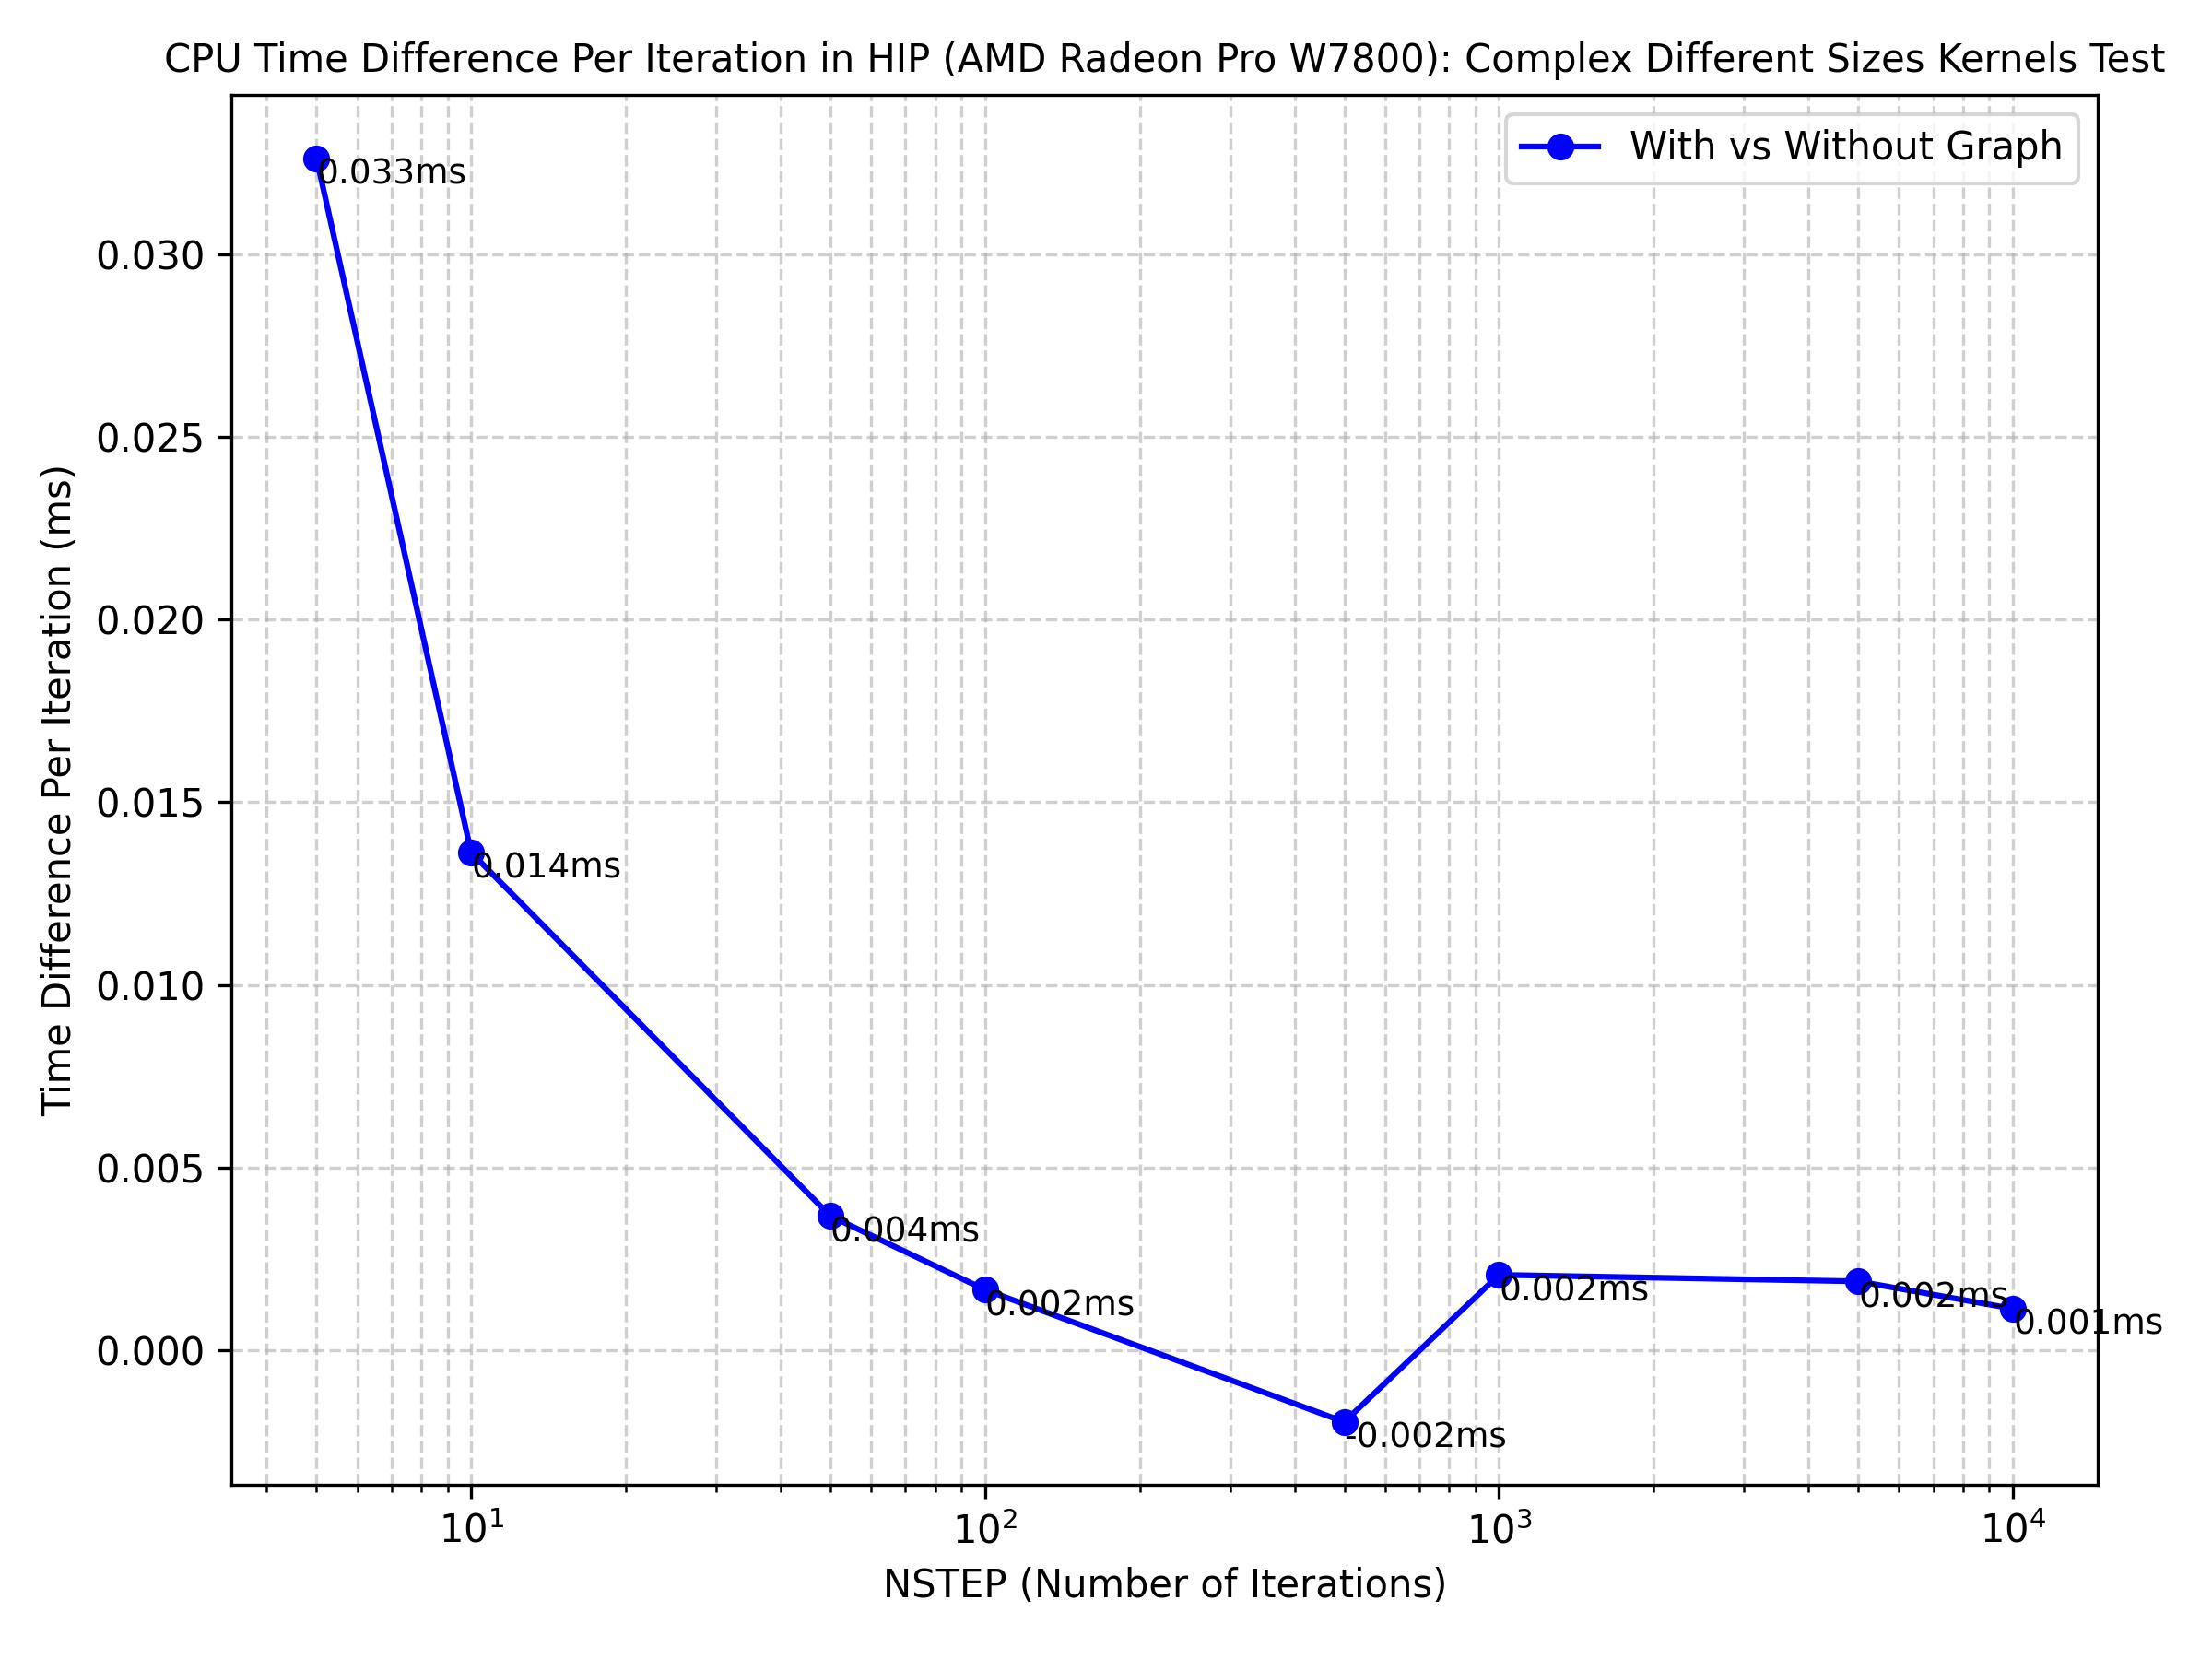 CPU Time Difference Per Iteration in HIP (AMD Radeon Pro W7800): Complex Different Sizes Kernels Test
With vs Without Graph
Time Difference Per Iteration (ms)
0.030
0.025
0.020
0.015
0.010
0.005
0.000
0.033ms
0.014ms
0.004ms
0.002ms
-0.002ms
0.002ms
0.002ms
0.001ms
10¹
10²
10³
10⁴
NSTEP (Number of Iterations)